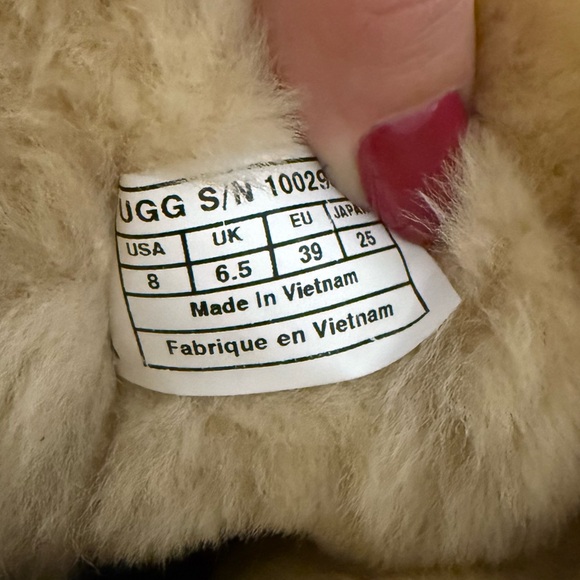 UGG S/N 10029
USA UK EU JAPAN
8 6.5 39 25
Made In Vietnam
Fabrique en Vietnam